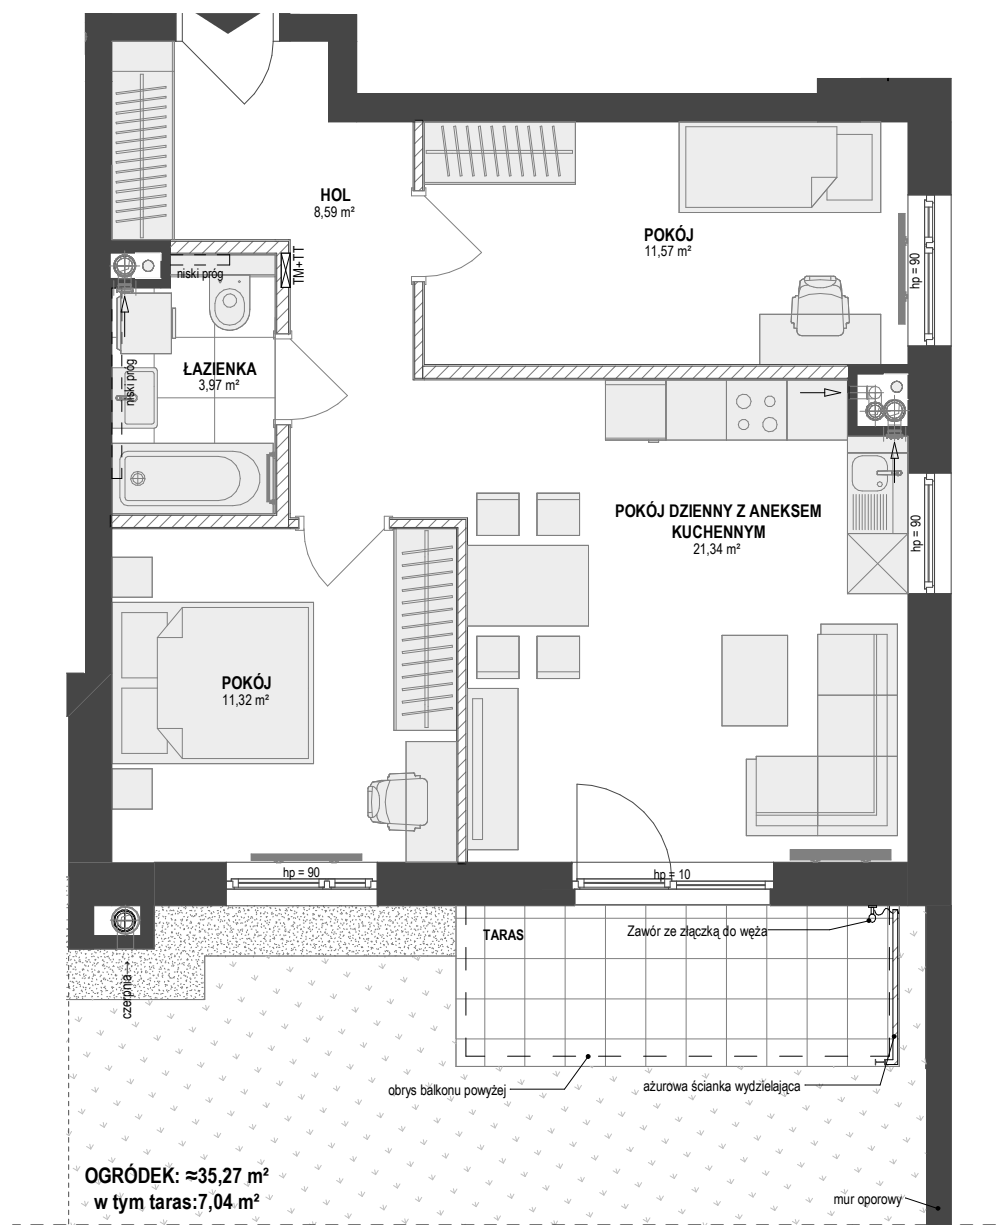 HOL
8,59 m²
POKÓJ
11,57 m²
hp = 90
TM+TT
niski próg
niski próg
ŁAZIENKA
3,97 m²
POKÓJ DZIENNY Z ANEKSEM
KUCHENNYM
21,34 m²
hp = 90
POKÓJ
11,32 m²
hp = 90
hp = 10
TARAS
Zawór ze złączką do węża
czerpnia
obrys balkonu powyżej
ażurowa ścianka wydzielająca
OGRÓDEK: ≈35,27 m²
w tym taras:7,04 m²
mur oporowy